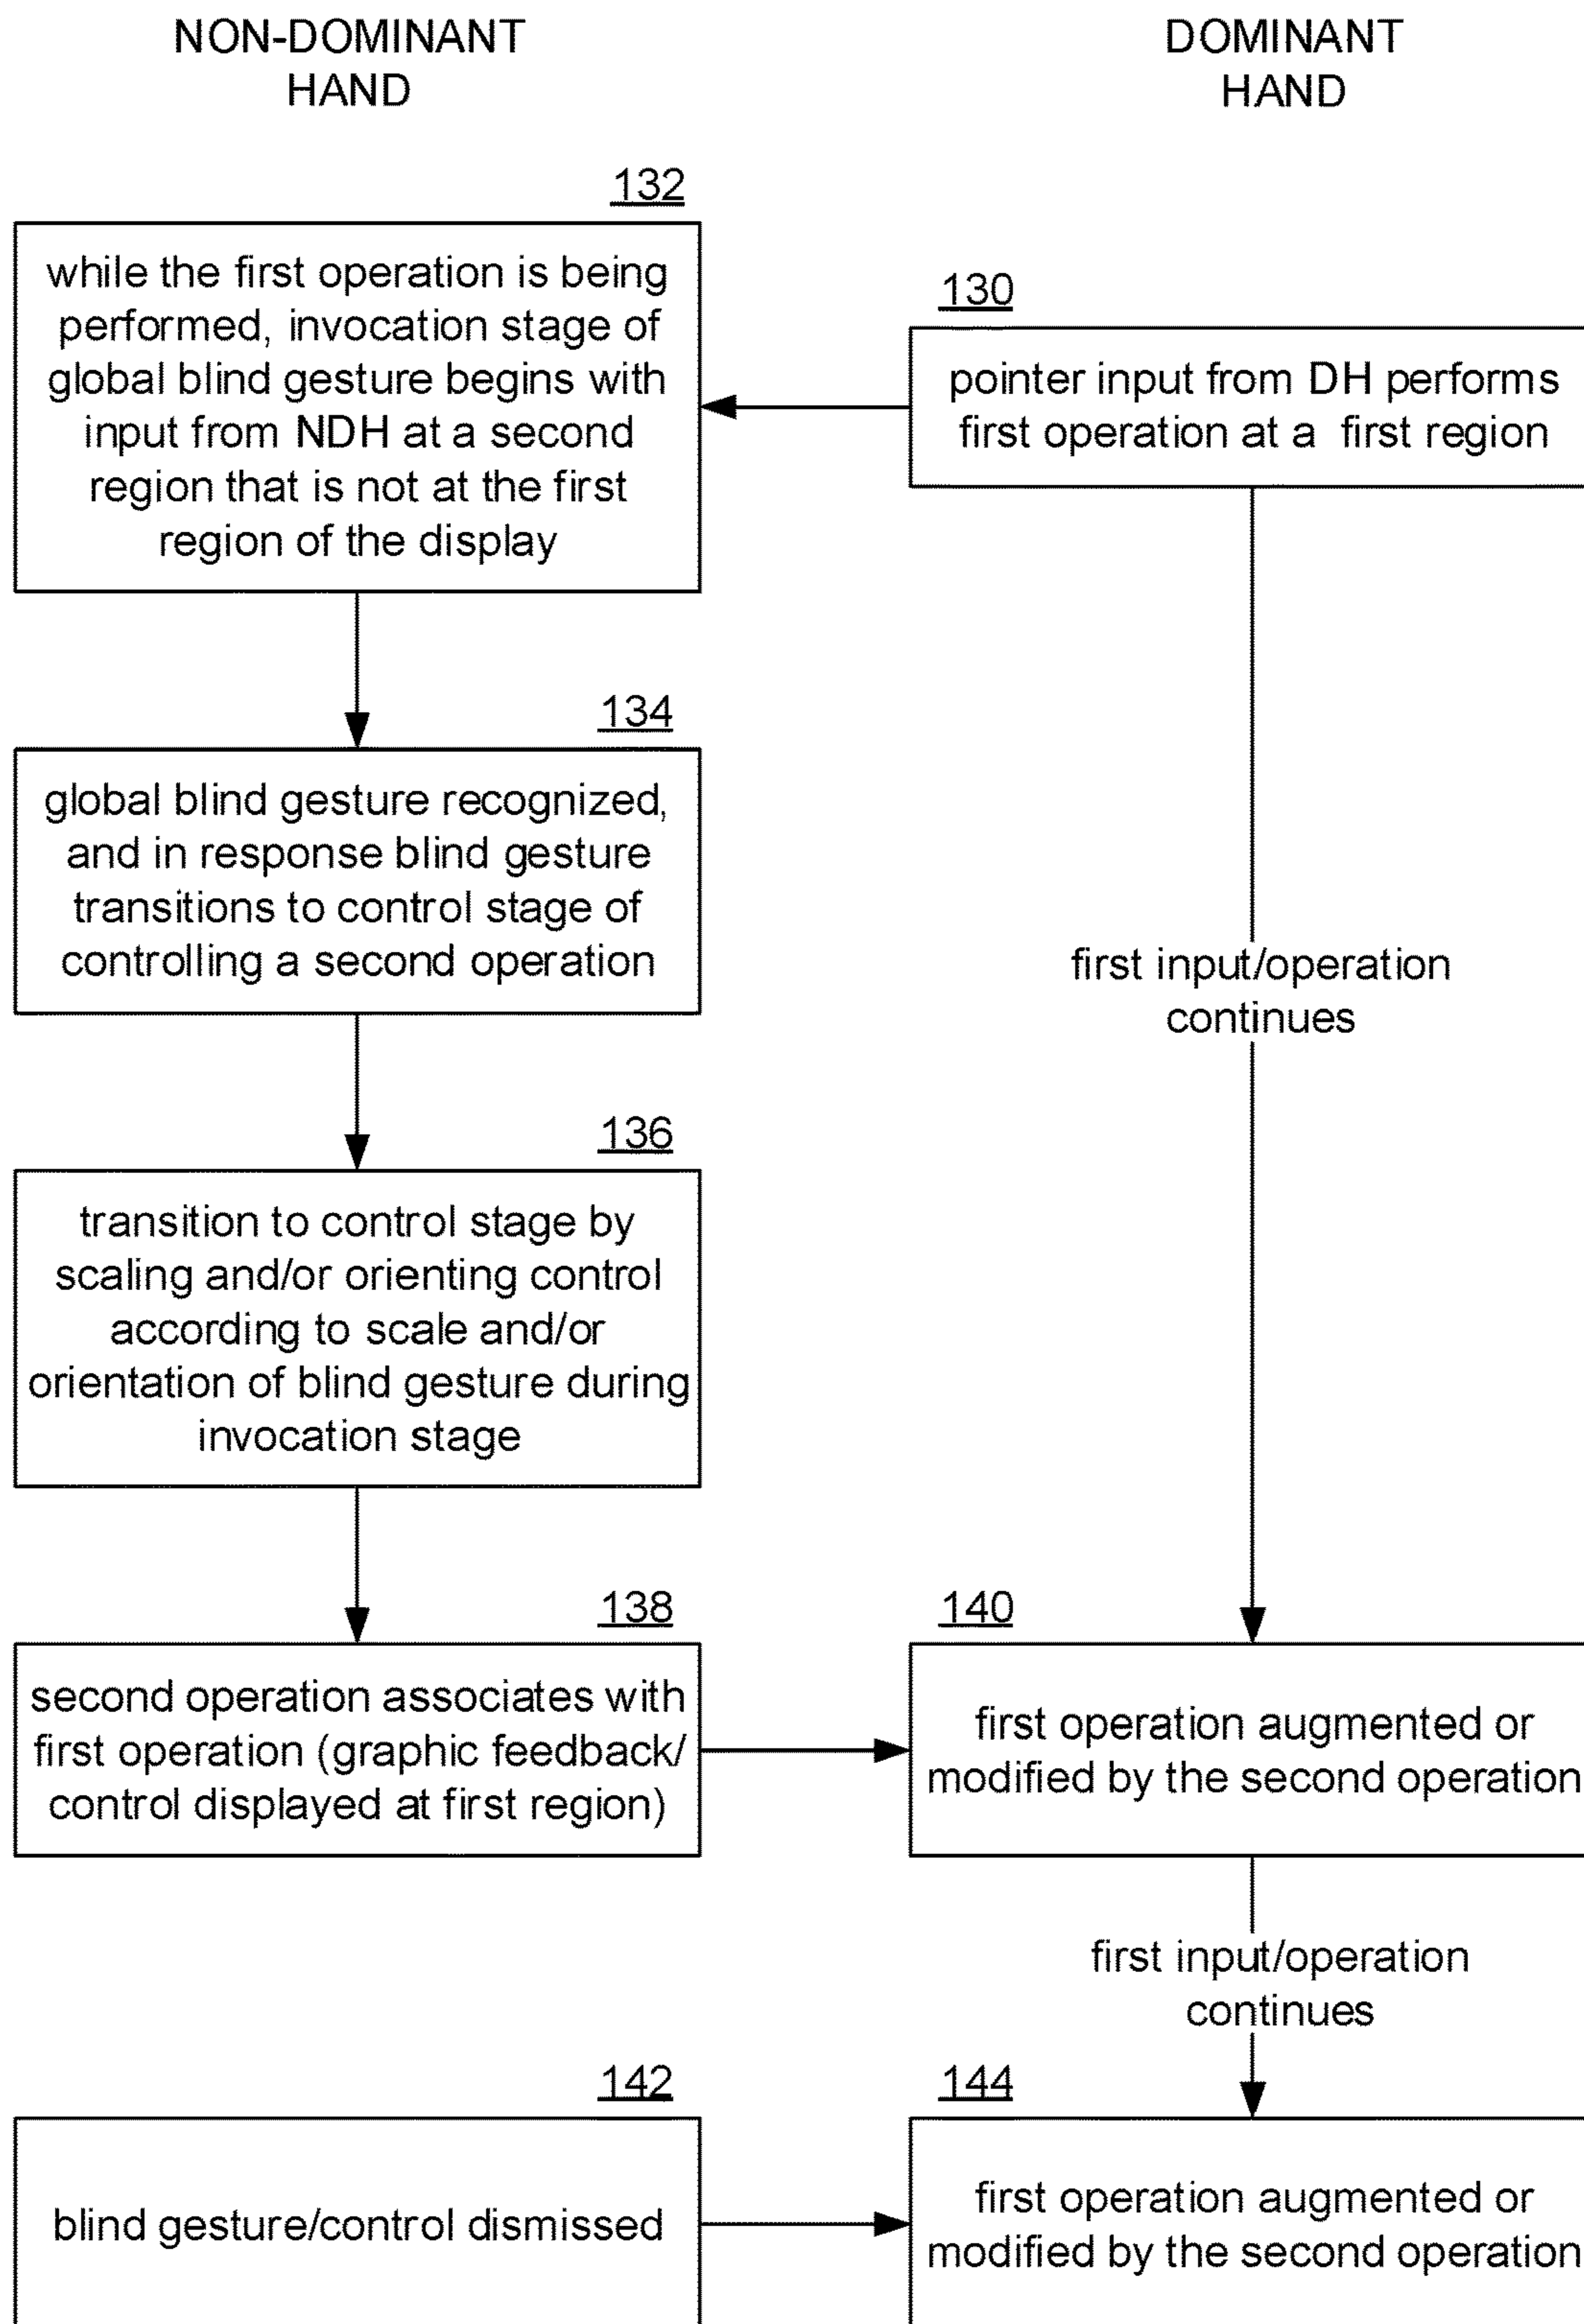 NON-DOMINANT
HAND
DOMINANT
HAND
132
while the first operation is being
performed, invocation stage of
global blind gesture begins with
input from NDH at a second
region that is not at the first
region of the display
130
pointer input from DH performs
first operation at a first region
134
global blind gesture recognized,
and in response blind gesture
transitions to control stage of
controlling a second operation
first input/operation
continues
136
transition to control stage by
scaling and/or orienting control
according to scale and/or
orientation of blind gesture during
invocation stage
138
second operation associates with
first operation (graphic feedback/
control displayed at first region)
140
first operation augmented or
modified by the second operation
first input/operation
continues
142
blind gesture/control dismissed
144
first operation augmented or
modified by the second operation